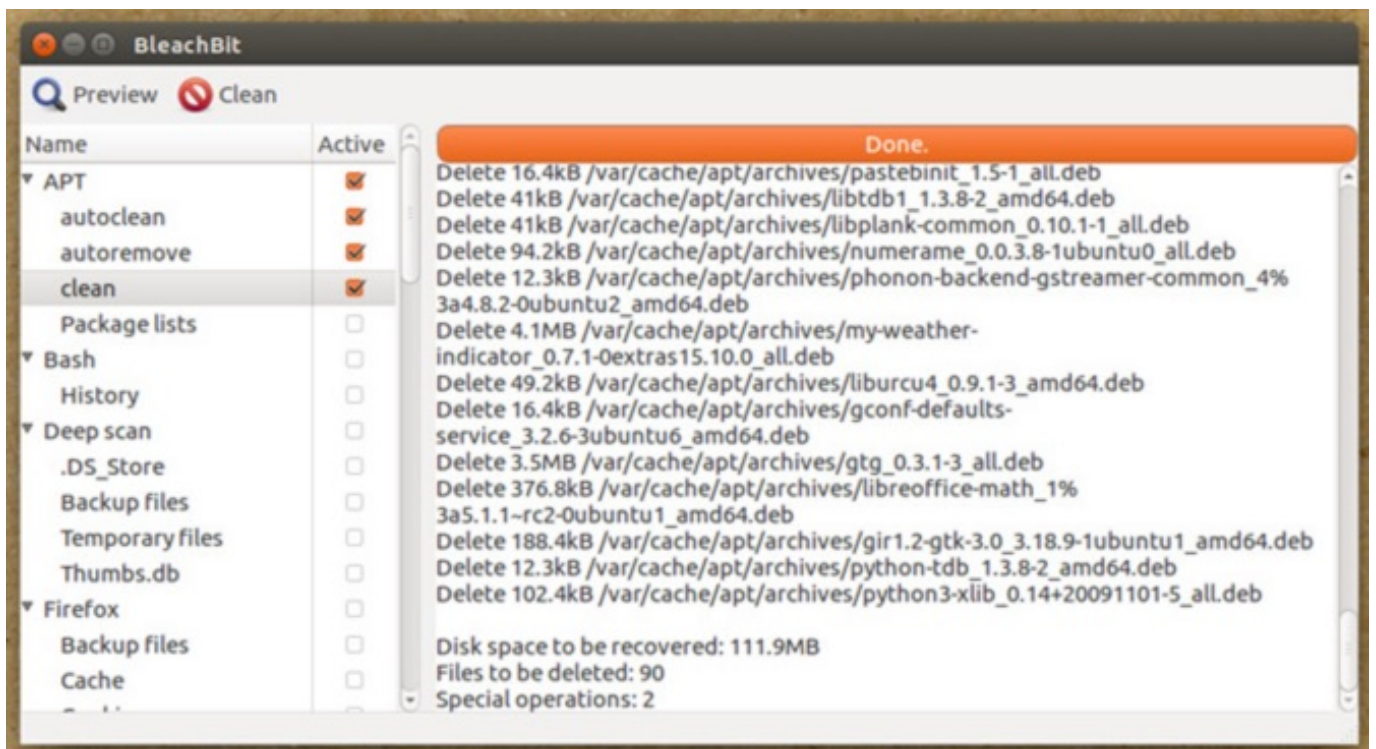 BleachBit
Preview Clean
Name Active
APT
autoclean
autoremove
clean
Package lists
Bash
History
Deep scan
.DS_Store
Backup files
Temporary files
Thumbs.db
Firefox
Backup files
Cache
Done.
Delete 16.4kB /var/cache/apt/archives/pastebinit_1.5-1_all.deb
Delete 41kB /var/cache/apt/archives/libtdb1_1.3.8-2_amd64.deb
Delete 41kB /var/cache/apt/archives/libplank-common_0.10.1-1_all.deb
Delete 94.2kB /var/cache/apt/archives/numerame_0.0.3.8-1ubuntu0_all.deb
Delete 12.3kB /var/cache/apt/archives/phonon-backend-gstreamer-common_4%
3a4.8.2-0ubuntu2_amd64.deb
Delete 4.1MB /var/cache/apt/archives/my-weather-
indicator_0.7.1-0extras15.10.0_all.deb
Delete 49.2kB /var/cache/apt/archives/liburcu4_0.9.1-3_amd64.deb
Delete 16.4kB /var/cache/apt/archives/gconf-defaults-
service_3.2.6-3ubuntu6_amd64.deb
Delete 3.5MB /var/cache/apt/archives/gtg_0.3.1-3_all.deb
Delete 376.8kB /var/cache/apt/archives/libreoffice-math_1%
3a5.1.1~rc2-0ubuntu1_amd64.deb
Delete 188.4kB /var/cache/apt/archives/gir1.2-gtk-3.0_3.18.9-1ubuntu1_amd64.deb
Delete 12.3kB /var/cache/apt/archives/python-tdb_1.3.8-2_amd64.deb
Delete 102.4kB /var/cache/apt/archives/python3-xlib_0.14+20091101-5_all.deb
Disk space to be recovered: 111.9MB
Files to be deleted: 90
Special operations: 2